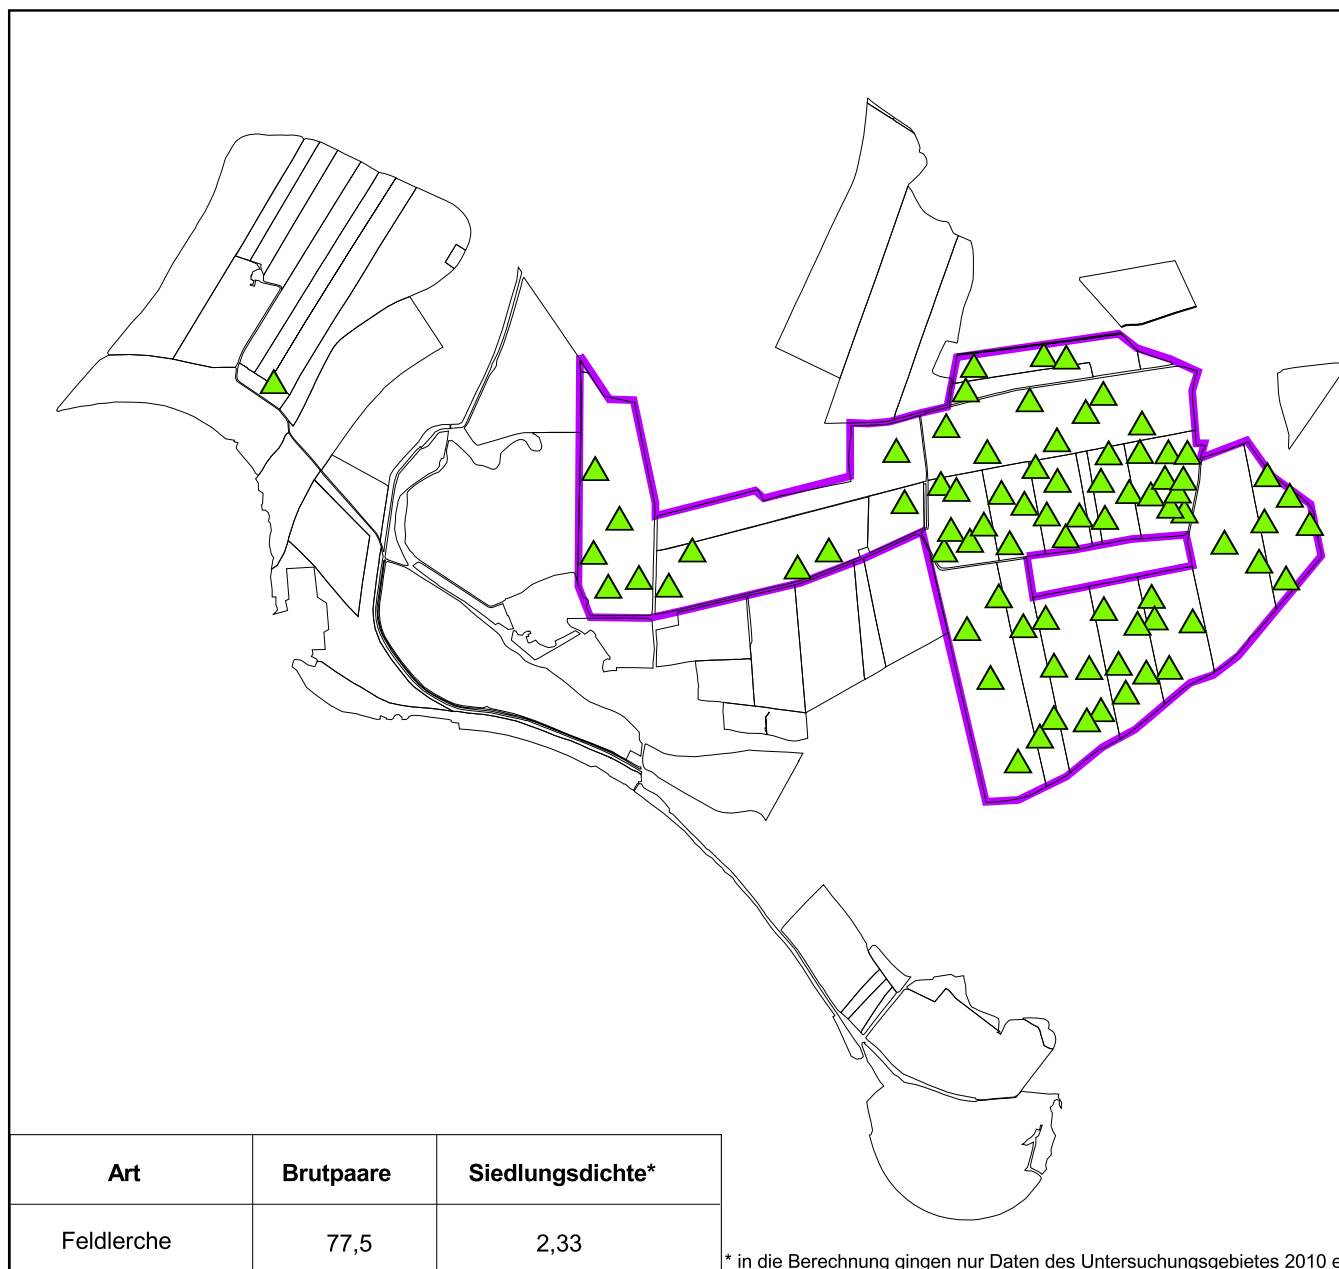 Art Brutpaare Siedlungsdichte*
Feldlerche 77,5 2,33
* in die Berechnung gingen nur Daten des Untersuchungsgebietes 2010 e